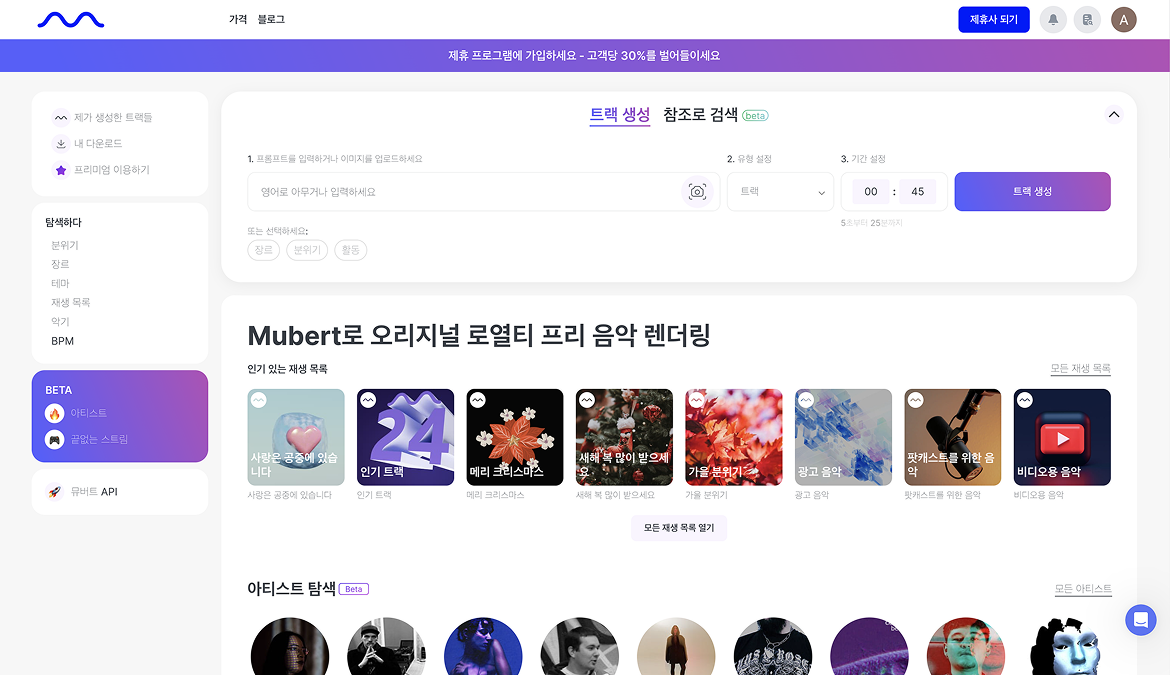 가격 블로그
제휴사 되기
A
제휴 프로그램에 가입하세요 - 고객당 30%를 벌어들이세요
제가 생성한 트랙들
내 다운로드
프리미엄 이용하기
탐색하다
분위기
장르
테마
재생 목록
악기
BPM
BETA
아티스트
끝없는 스트림
뮤버트 API
트랙 생성 참조로 검색 beta
1. 프롬프트를 입력하거나 이미지를 업로드하세요
영어로 아무거나 입력하세요
2. 유형 설정
트랙
3. 기간 설정
00 : 45
5초부터 25분까지
트랙 생성
또는 선택하세요:
장르 분위기 활동
Mubert로 오리지널 로열티 프리 음악 렌더링
인기 있는 재생 목록
모든 재생 목록
사랑은 공중에 있습
니다
사랑은 공중에 있습니다
24
인기 트랙
인기 트랙
메리 크리스마스
메리 크리스마스
새해 복 많이 받으세
요
새해 복 많이 받으세요
가을 분위기
가을 분위기
광고 음악
광고 음악
팟캐스트를 위한 음
악
팟캐스트를 위한 음악
비디오용 음악
비디오용 음악
모든 재생 목록 열기
아티스트 탐색 Beta
모든 아티스트